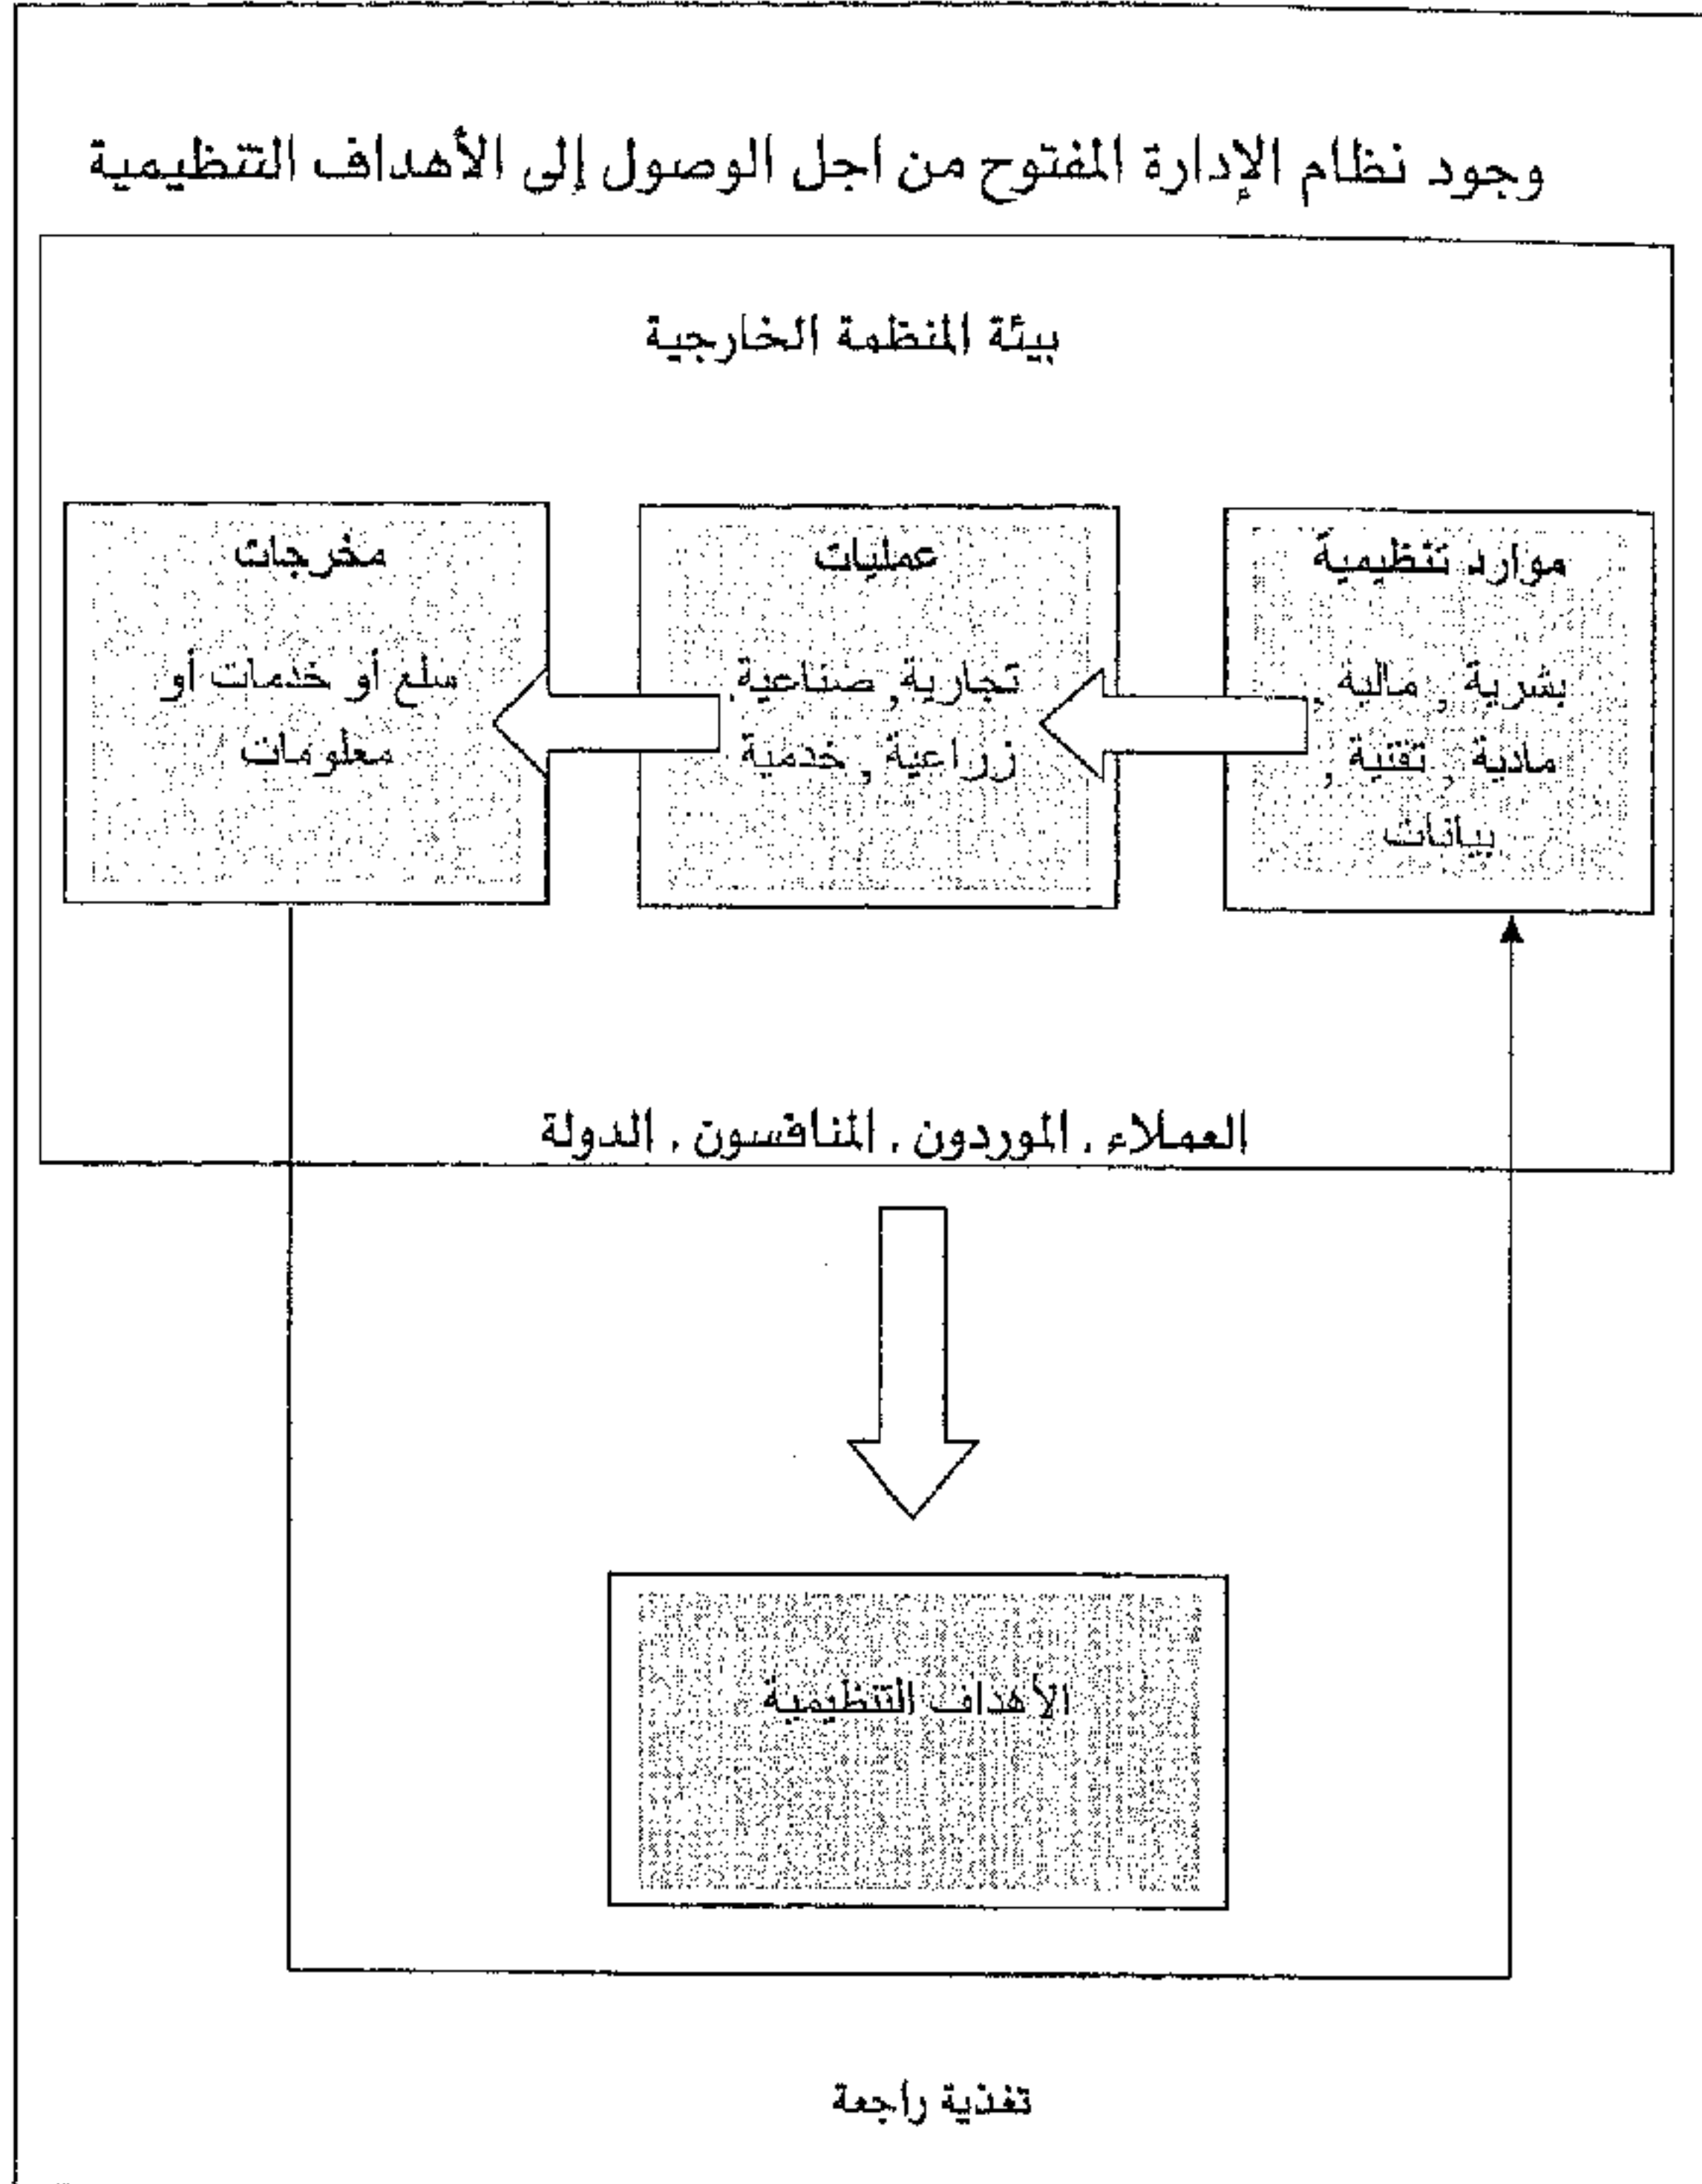 وجود نظام الإدارة المفتوح من اجل الوصول إلى الأهداف التنظيمية
بيئة المنظمة الخارجية
موارد تنظيمية
بشرية , مالية ,
مادية , تقنية ,
بيانات
عمليات
تجارية, صناعية,
زراعية , خدمية
مخرجات
سلع أو خدمات أو
معلومات
العملاء . الموردون . المنافسون . الدولة
الأهداف التنظيمية
تغذية راجعة